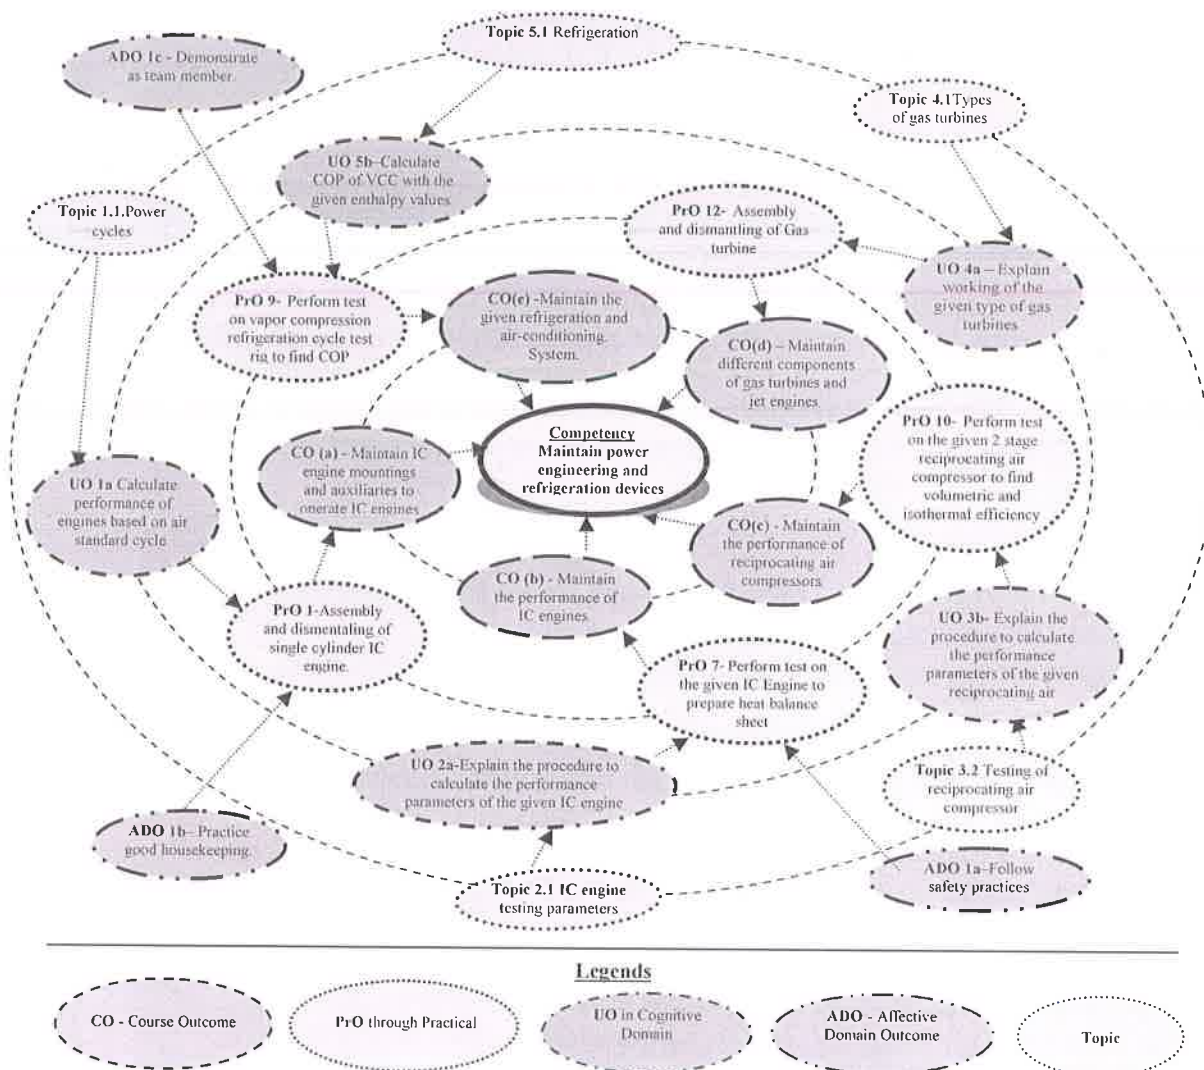 Topic 5.1 Refrigeration
ADO 1c - Demonstrate
as team member.
Topic 4.1Types
of gas turbines
UO 5b–Calculate
COP of VCC with the
given enthalpy values
Topic 1.1.Power
cycles
PrO 12- Assembly
and dismantling of Gas
turbine
UO 4a – Explain
working of the
given type of gas
turbines
PrO 9- Perform test
on vapor compression
refrigeration cycle test
rig to find COP
CO(e) -Maintain the
given refrigeration and
air-conditioning.
System.
CO(d) – Maintain
different components
of gas turbines and
jet engines
Competency
Maintain power
engineering and
refrigeration devices
PrO 10- Perform test
on the given 2 stage
reciprocating air
compressor to find
volumetric and
isothermal efficiency
CO (a) - Maintain IC
engine mountings
and auxiliaries to
operate IC engines
UO 1a Calculate
performance of
engines based on air
standard cycle
CO(c) - Maintain
the performance of
reciprocating air
compressors
CO (b) - Maintain
the performance of
IC engines
PrO 1-Assembly
and dismentaling of
single cylinder IC
engine.
UO 3b- Explain the
procedure to calculate
the performance
parameters of the given
reciprocating air
PrO 7- Perform test on
the given IC Engine to
prepare heat balance
sheet
UO 2a-Explain the procedure to
calculate the performance
parameters of the given IC engine
Topic 3.2 Testing of
reciprocating air
compressor
ADO 1b– Practice
good housekeeping.
ADO 1a–Follow
safety practices
Topic 2.1 IC engine
testing parameters
Legends
CO - Course Outcome
PrO through Practical
UO in Cognitive
Domain
ADO - Affective
Domain Outcome
Topic